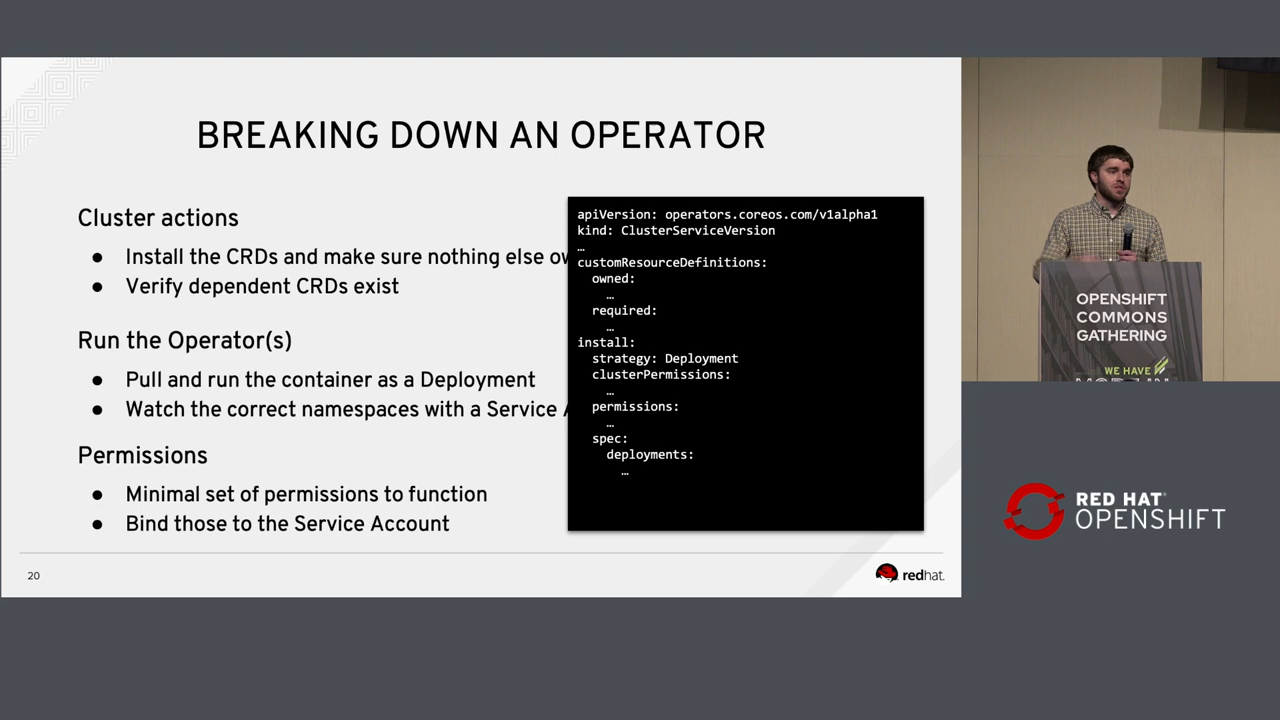 BREAKING DOWN AN OPERATOR
Cluster actions
● Install the CRDs and make sure nothing else ow
● Verify dependent CRDs exist
Run the Operator(s)
● Pull and run the container as a Deployment
● Watch the correct namespaces with a Service
Permissions
● Minimal set of permissions to function
● Bind those to the Service Account
apiVersion: operators.coreos.com/v1alpha1
kind: ClusterServiceVersion
…
customResourceDefinitions:
owned:
…
required:
…
install:
strategy: Deployment
clusterPermissions:
…
permissions:
…
spec:
deployments:
…
20
redhat.
OPENSHIFT
COMMONS
GATHERING
WE HAVE
RED HAT®
OPENSHIFT